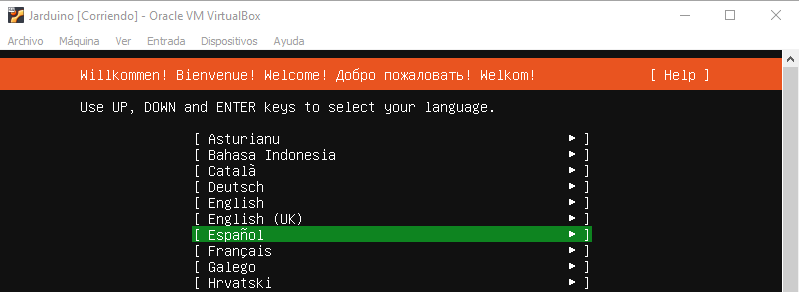 Jarduino [Corriendo] - Oracle VM VirtualBox
Archivo Máquina Ver Entrada Dispositivos Ayuda
Willkommen! Bienvenue! Welcome! Добро пожаловать! Welkom! [ Help ]
Use UP, DOWN and ENTER keys to select your language.
[ Asturianu ▸ ]
[ Bahasa Indonesia ▸ ]
[ Català ▸ ]
[ Deutsch ▸ ]
[ English ▸ ]
[ English (UK) ▸ ]
[ Español ▸ ]
[ Français ▸ ]
[ Galego ▸ ]
[ Hrvatski ▸ ]